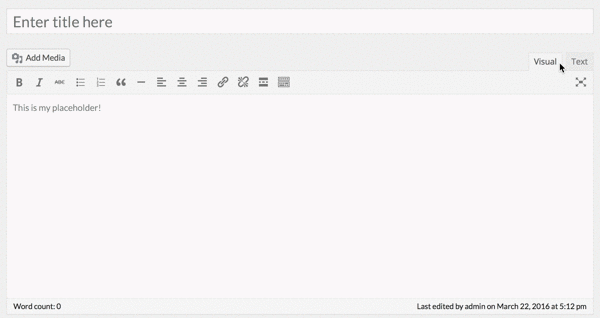 Enter title here
Add Media
Visual Text
B I ABC
This is my placeholder!
Word count: 0 Last edited by admin on March 22, 2016 at 5:12 pm